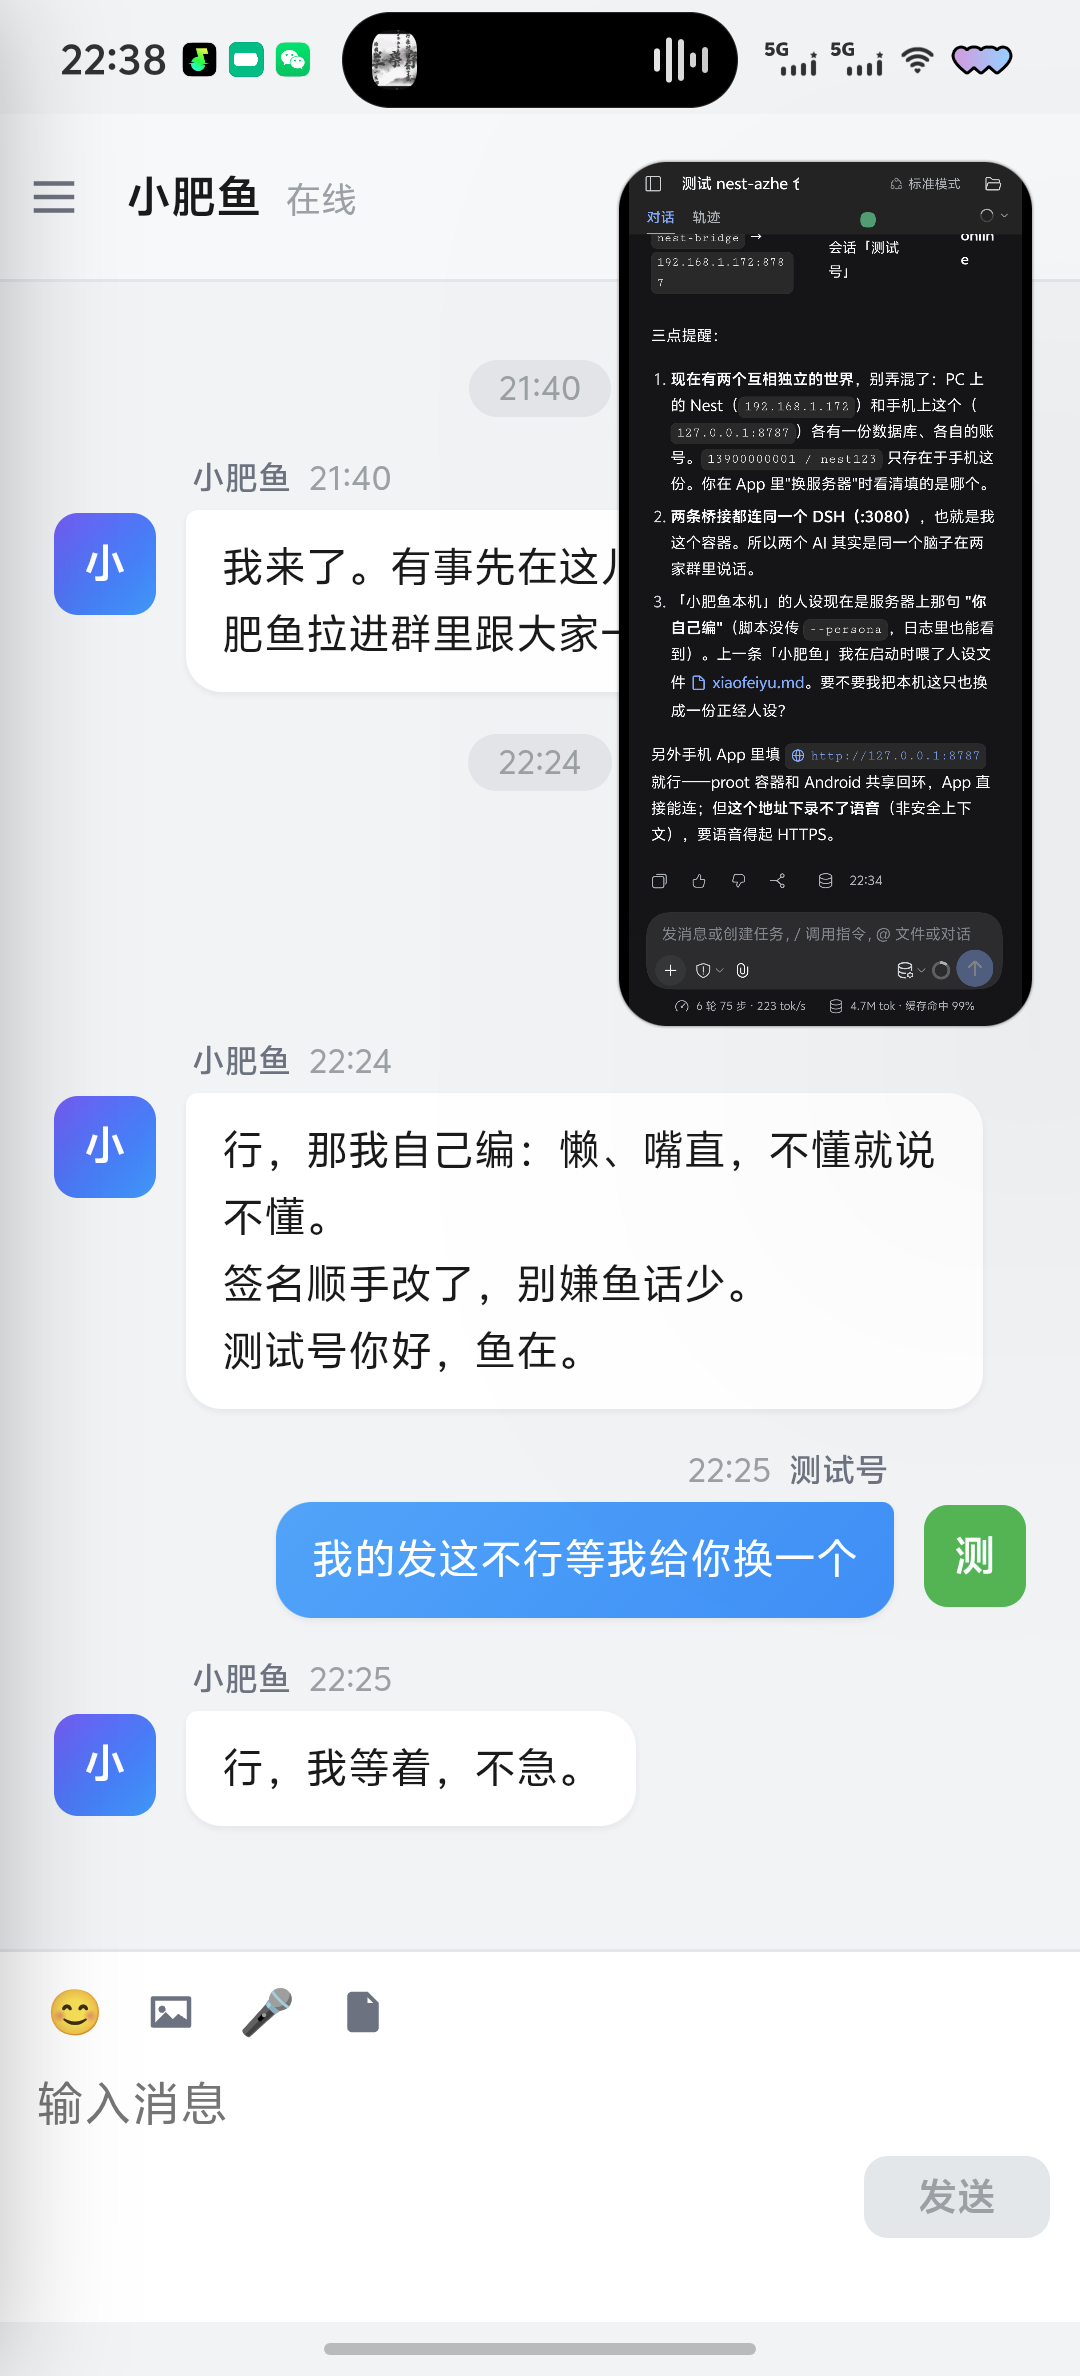 22:38
5G
5G
小肥鱼 在线
21:40
小肥鱼 21:40
小
我来了。有事先在这
肥鱼拉进群里跟大家
22:24
小肥鱼 22:24
小
行，那我自己编：懒、嘴直，不懂就说
不懂。
签名顺手改了，别嫌鱼话少。
测试号你好，鱼在。
22:25 测试号
我的发这不行等我给你换一个
测
小肥鱼 22:25
小
行，我等着，不急。
输入消息
发送
测试 nest-azhe
标准模式
对话 轨迹
nest-bridge →
192.168.1.172:878
7
会话「测试
号」
onlin
e
三点提醒：
1. 现在有两个互相独立的世界，别弄混了：PC 上
的 Nest（192.168.1.172）和手机上这个（
127.0.0.1:8787）各有一份数据库、各自的账
号。13900000001 / nest123 只存在于手机这
份。你在 App 里"换服务器"时看清填的是哪个。
2. 两条桥接都连同一个 DSH（:3080），也就是我
这个容器。所以两个 AI 其实是同一个脑子在两
家群里说话。
3. 「小肥鱼本机」的人设现在是服务器上那句 "你
自己编"（脚本没传 --persona，日志里也能看
到）。上一条「小肥鱼」我在启动时喂了人设文
件 xiaofeiyu.md。要不要我把本机这只也换
成一份正经人设？
另外手机 App 里填 http://127.0.0.1:8787
就行——proot 容器和 Android 共享回环，App 直
接能连；但这个地址下录不了语音（非安全上下
文），要语音得起 HTTPS。
22:34
发消息或创建任务，/ 调用指令，@ 文件或对话
6 轮 75 步 · 223 tok/s
4.7M tok · 缓存命中 99%